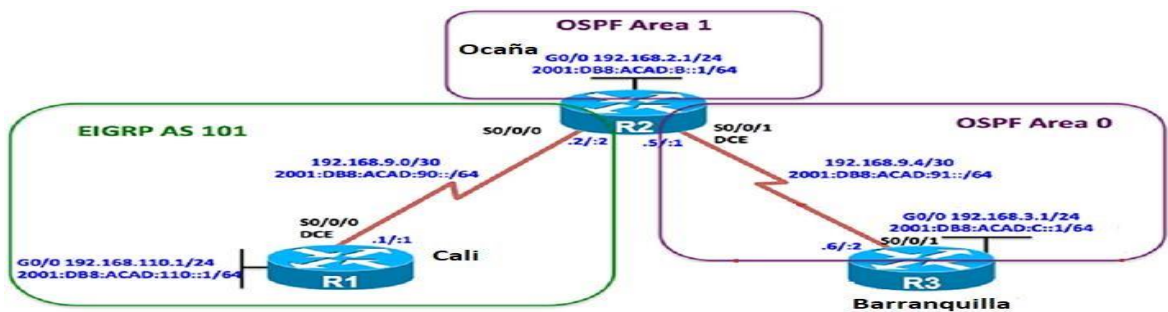 OSPF Area 1
Ocaña
G0/0 192.168.2.1/24
2001:DB8:ACAD:B::1/64
EIGRP AS 101
S0/0/0
R2
S0/0/1
DCE
OSPF Area 0
.2/:2
.5/:1
192.168.9.0/30
2001:DB8:ACAD:90::/64
192.168.9.4/30
2001:DB8:ACAD:91::/64
S0/0/0
DCE
.1/:1
Cali
G0/0 192.168.110.1/24
2001:DB8:ACAD:110::1/64
R1
G0/0 192.168.3.1/24
2001:DB8:ACAD:C::1/64
.6/:2
S0/0/1
R3
Barranquilla